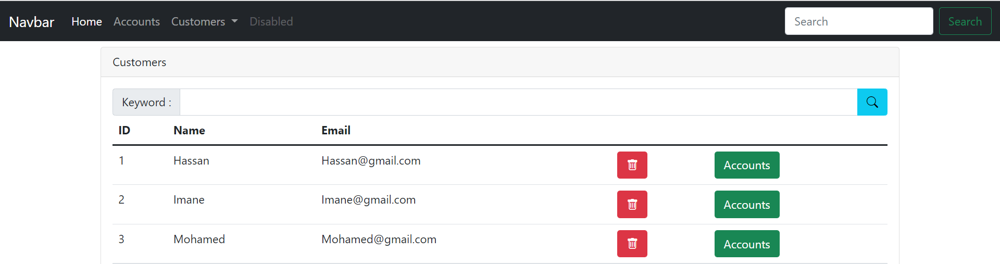 Navbar Home Accounts Customers Disabled Search Search
Customers
Keyword :
ID Name Email
1 Hassan Hassan@gmail.com Accounts
2 Imane Imane@gmail.com Accounts
3 Mohamed Mohamed@gmail.com Accounts